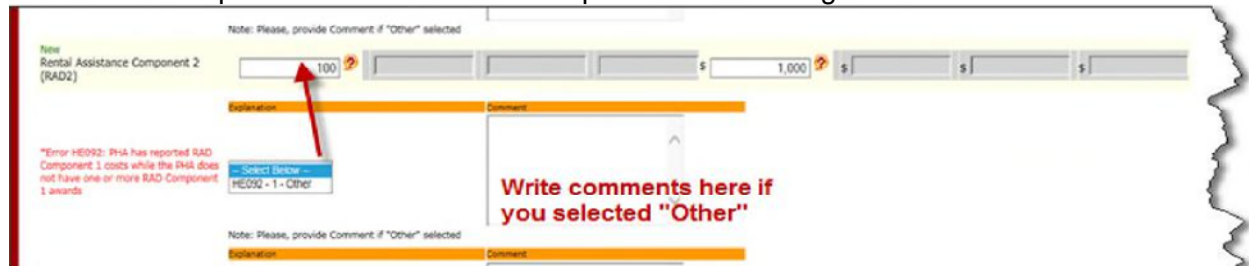 Note: Please, provide Comment if "Other" selected
New
Rental Assistance Component 2
(RAD2)
100 $ 1,000 $ $ $
Explanation Comment
*Error HE092: PHA has reported RAD
Component 1 costs while the PHA does
not have one or more RAD Component
1 awards
-- Select Below --
HE092 - 1 - Other
Write comments here if
you selected "Other"
Note: Please, provide Comment if "Other" selected
Explanation Comment